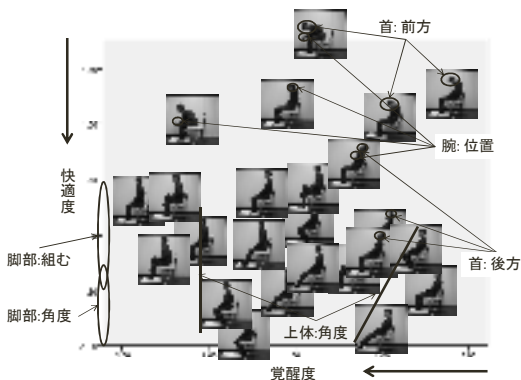 首: 前方
腕: 位置
快適度
脚部:組む
首: 後方
脚部:角度
上体:角度
覚醒度